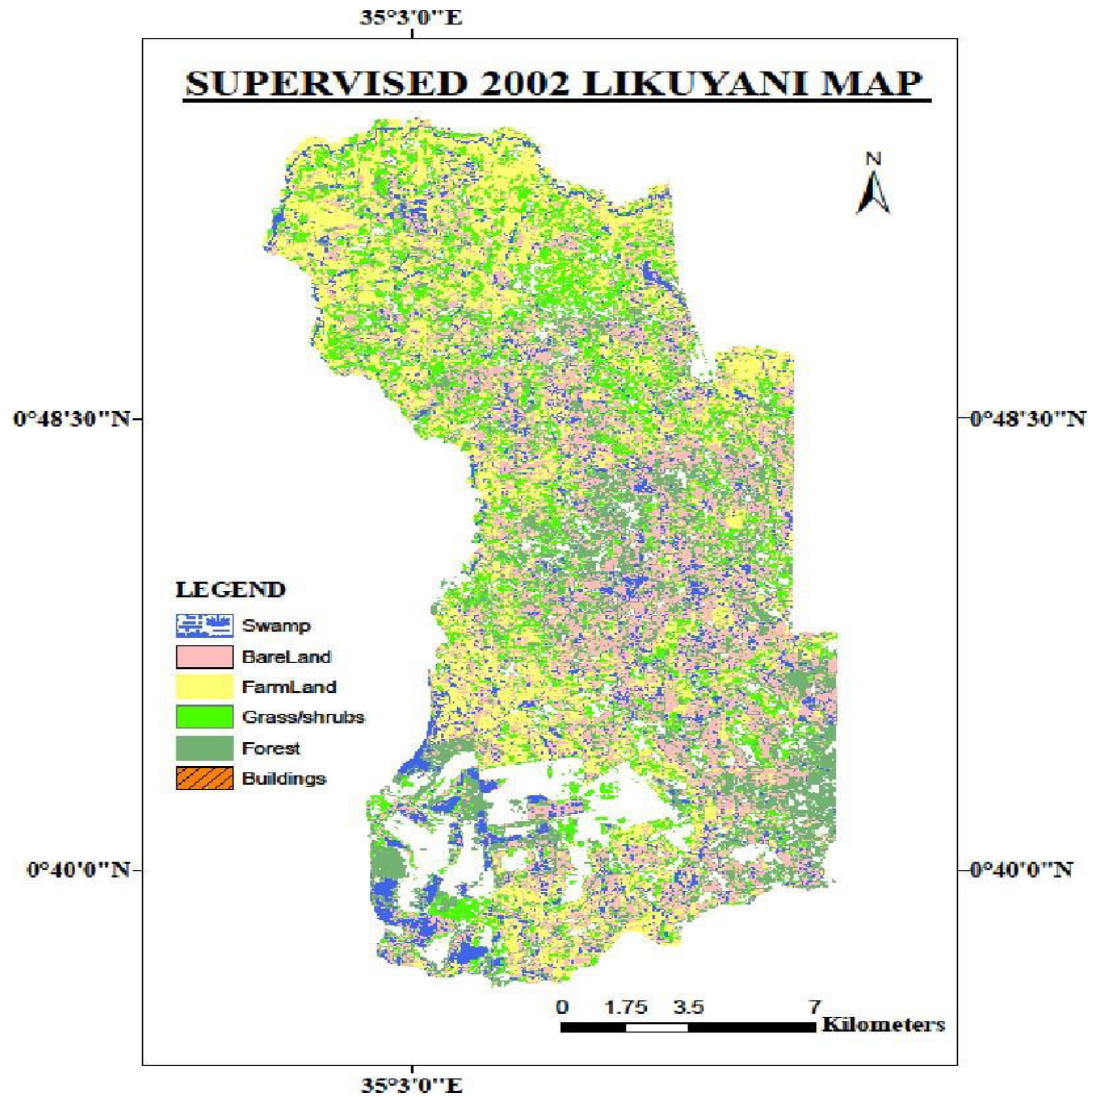 35°3'0"E
SUPERVISED 2002 LIKUYANI MAP
N
0°48'30"N
0°48'30"N
LEGEND
Swamp
BareLand
FarmLand
Grass/shrubs
Forest
Buildings
0°40'0"N
0°40'0"N
0 1.75 3.5 7
Kilometers
35°3'0"E